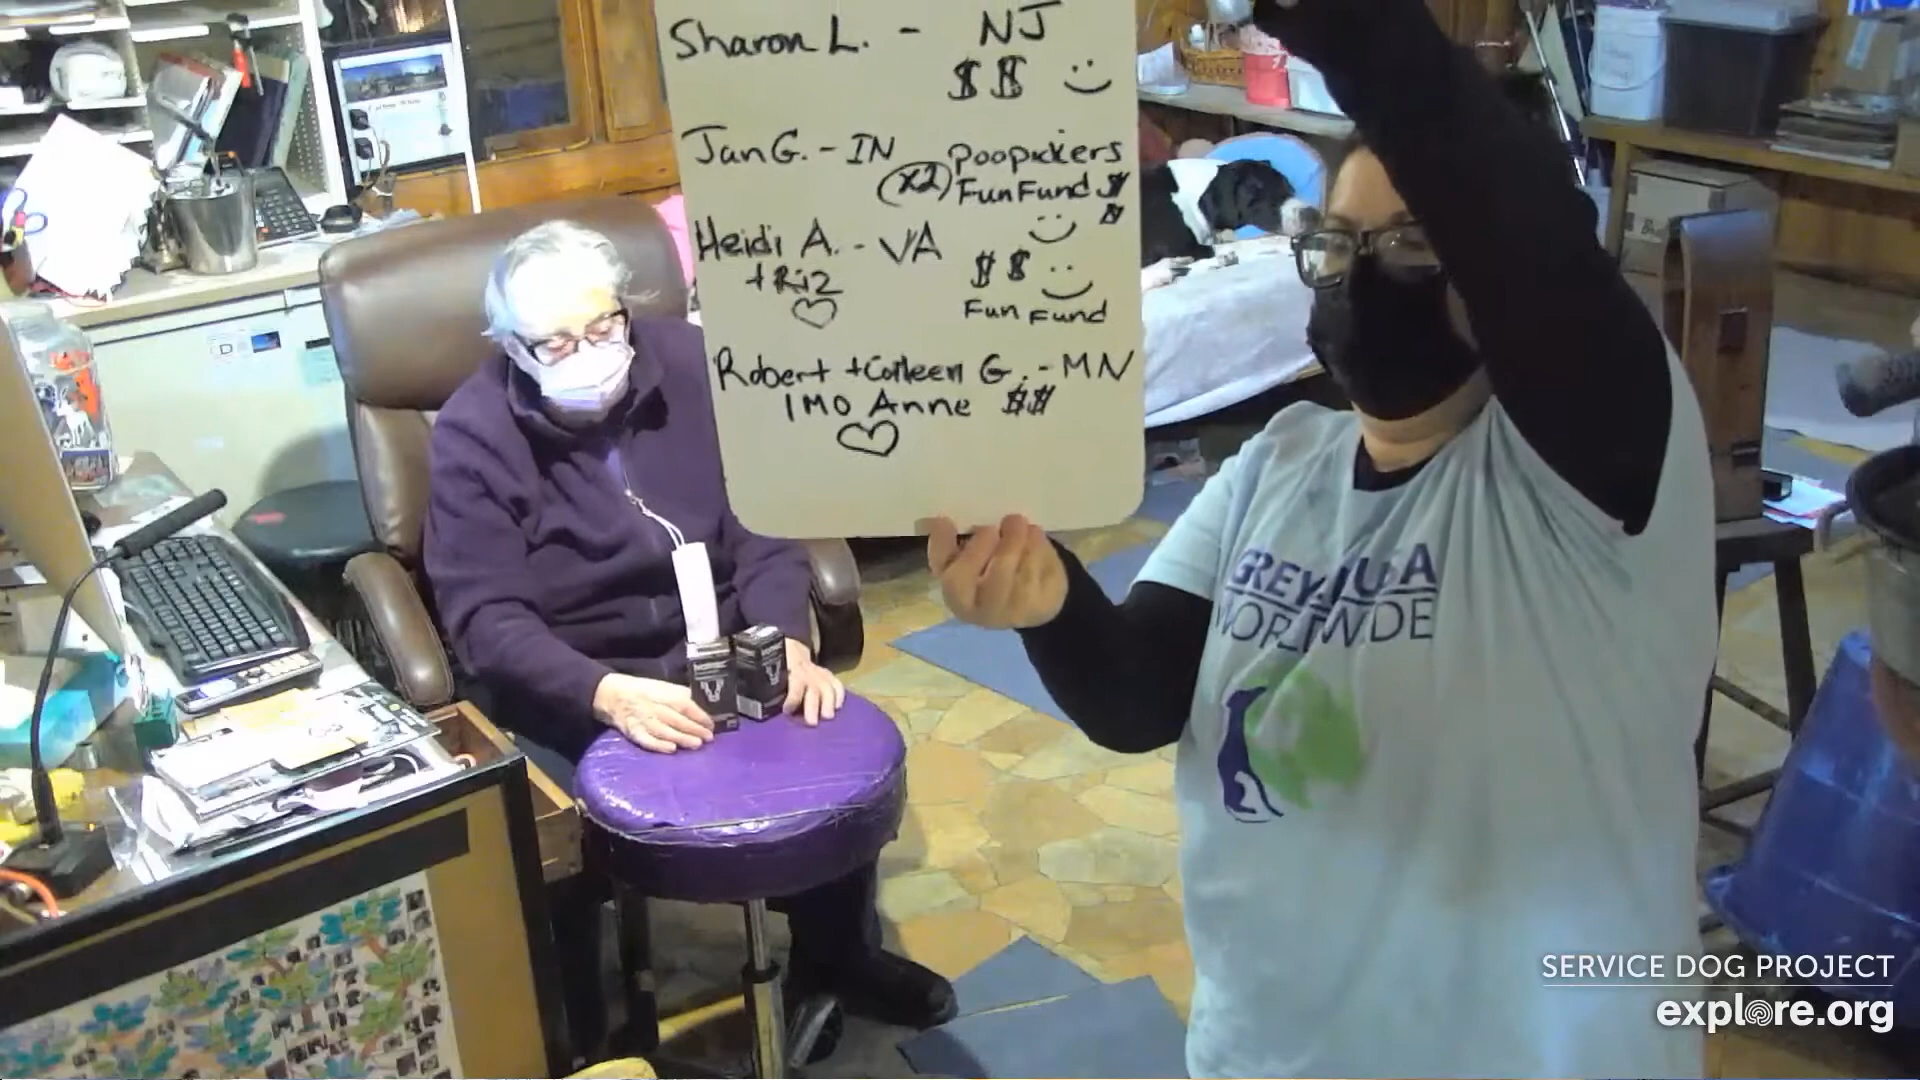 Sharon L. - NJ
$$ :)
Jan G. - IN
Poopickers
(x2) Fun Fund $
$
:)
Heidi A. - VA
+ Riz
♡
$ $ :)
Fun Fund
Robert + Colleen G. - MN
IMO Anne $$
♡
WORLDWIDE
D
SERVICE DOG PROJECT
explore.org